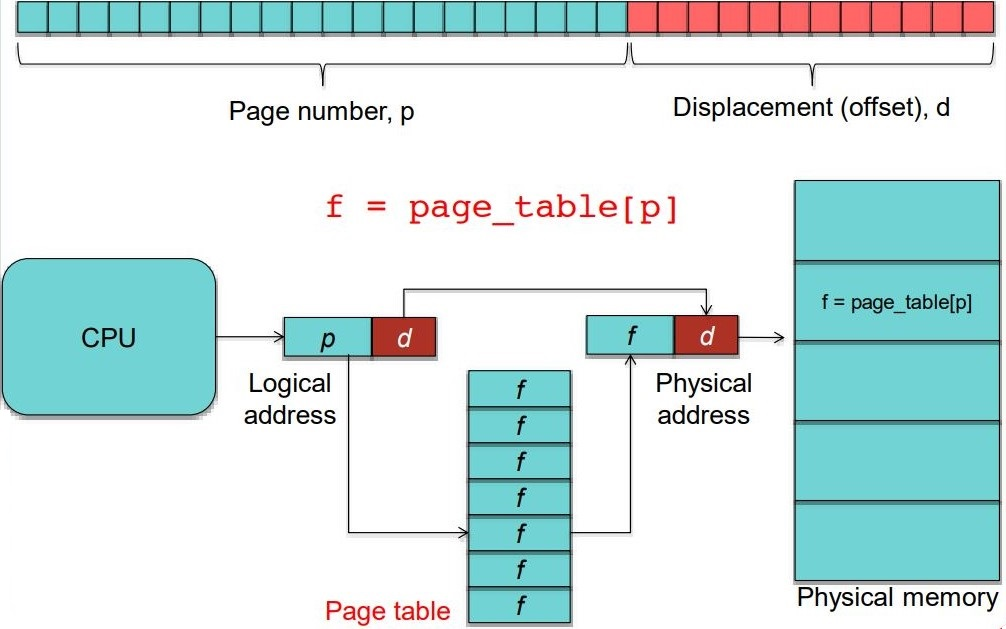 Page number, p
Displacement (offset), d
f = page_table[p]
CPU
p
d
Logical
address
f
d
Physical
address
f
f
f
f
f
f
f
Page table
f = page_table[p]
Physical memory